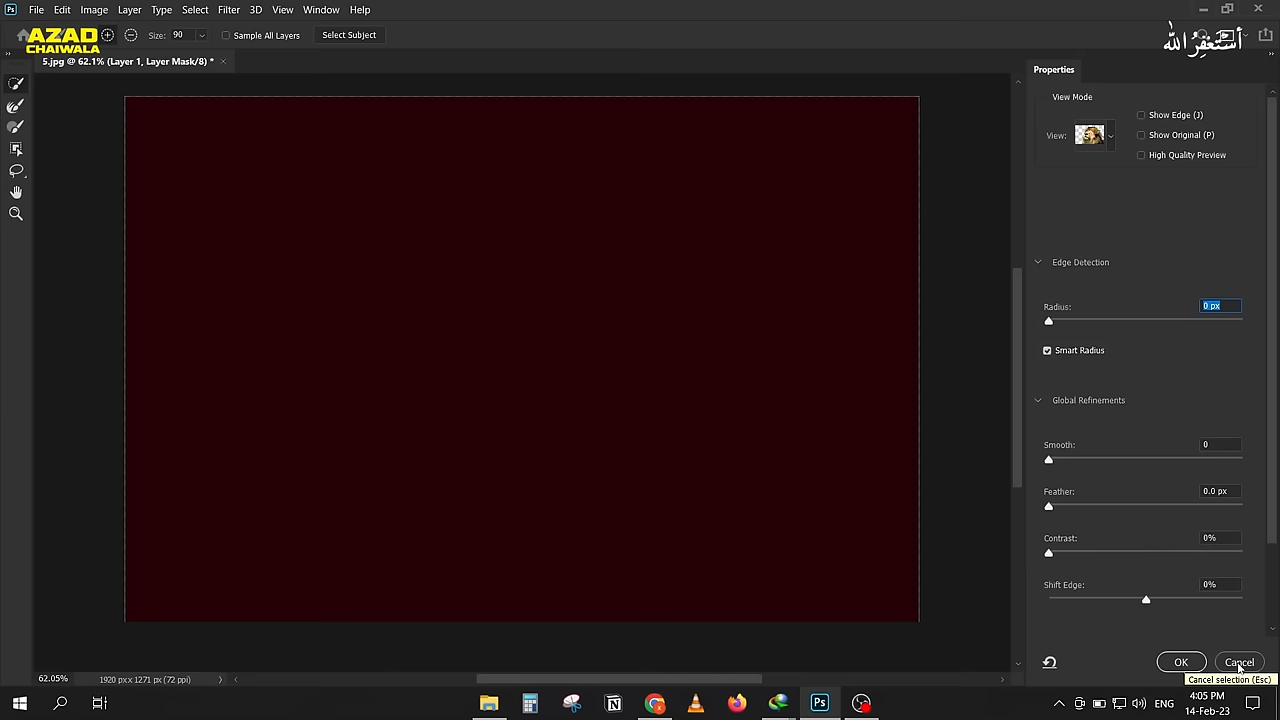 Ps File Edit Image Layer Type Select Filter 3D View Window Help
AZAD
CHAIWALA
Size: 90 Sample All Layers Select Subject
أستغفر الله
5.jpg @ 62.1% (Layer 1, Layer Mask/8) *
Properties
View Mode
View:
Show Edge (J)
Show Original (P)
High Quality Preview
Edge Detection
Radius: 0 px
Smart Radius
Global Refinements
Smooth: 0
Feather: 0.0 px
Contrast: 0%
Shift Edge: 0%
OK Cancel
Cancel selection (Esc)
62.05% 1920 px x 1271 px (72 ppi)
Ps
ENG
4:05 PM
14-Feb-23